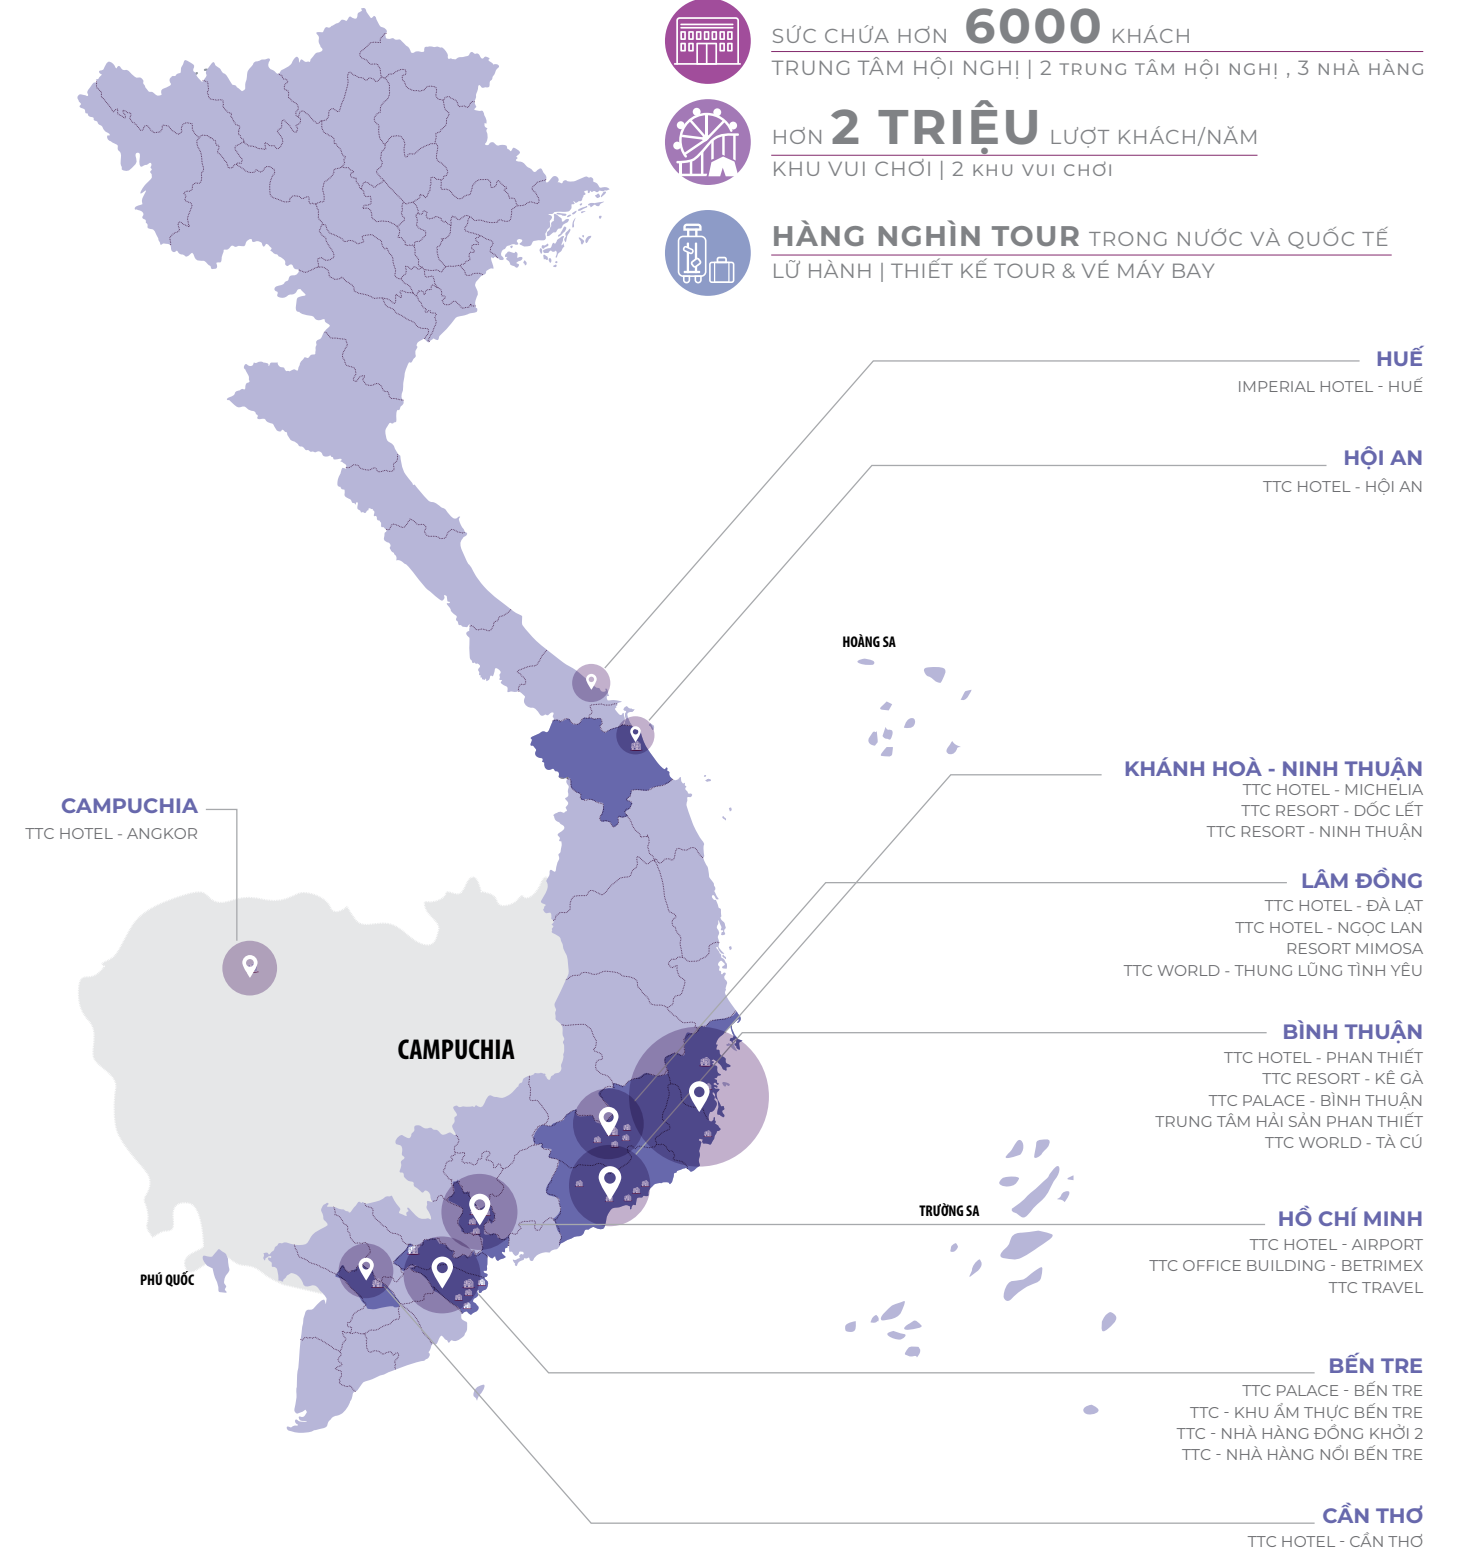 SỨC CHỨA HƠN 6000 KHÁCH
TRUNG TÂM HỘI NGHỊ | 2 TRUNG TÂM HỘI NGHỊ , 3 NHÀ HÀNG
HƠN 2 TRIỆU LƯỢT KHÁCH/NĂM
KHU VUI CHƠI | 2 KHU VUI CHƠI
HÀNG NGHÌN TOUR TRONG NƯỚC VÀ QUỐC TẾ
LỮ HÀNH | THIẾT KẾ TOUR & VÉ MÁY BAY
HUẾ
IMPERIAL HOTEL - HUẾ
HỘI AN
TTC HOTEL - HỘI AN
HOÀNG SA
KHÁNH HOÀ - NINH THUẬN
TTC HOTEL - MICHELIA
TTC RESORT - DỐC LẾT
TTC RESORT - NINH THUẬN
CAMPUCHIA
TTC HOTEL - ANGKOR
LÂM ĐỒNG
TTC HOTEL - ĐÀ LẠT
TTC HOTEL - NGỌC LAN
RESORT MIMOSA
TTC WORLD - THUNG LŨNG TÌNH YÊU
CAMPUCHIA
BÌNH THUẬN
TTC HOTEL - PHAN THIẾT
TTC RESORT - KÊ GÀ
TTC PALACE - BÌNH THUẬN
TRUNG TÂM HẢI SẢN PHAN THIẾT
TTC WORLD - TÀ CÚ
TRƯỜNG SA
HỒ CHÍ MINH
TTC HOTEL - AIRPORT
TTC OFFICE BUILDING - BETRIMEX
TTC TRAVEL
PHÚ QUỐC
BẾN TRE
TTC PALACE - BẾN TRE
TTC - KHU ẨM THỰC BẾN TRE
TTC - NHÀ HÀNG ĐỒNG KHỞI 2
TTC - NHÀ HÀNG NỔI BẾN TRE
CẦN THƠ
TTC HOTEL - CẦN THƠ